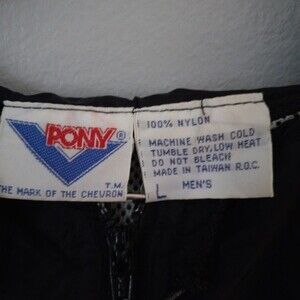 PONY ®
T.M.
THE MARK OF THE CHEVRON
100% NYLON
MACHINE WASH COLD
TUMBLE DRY, LOW HEAT
DO NOT BLEACH
MADE IN TAIWAN R.O.C.
L MEN'S